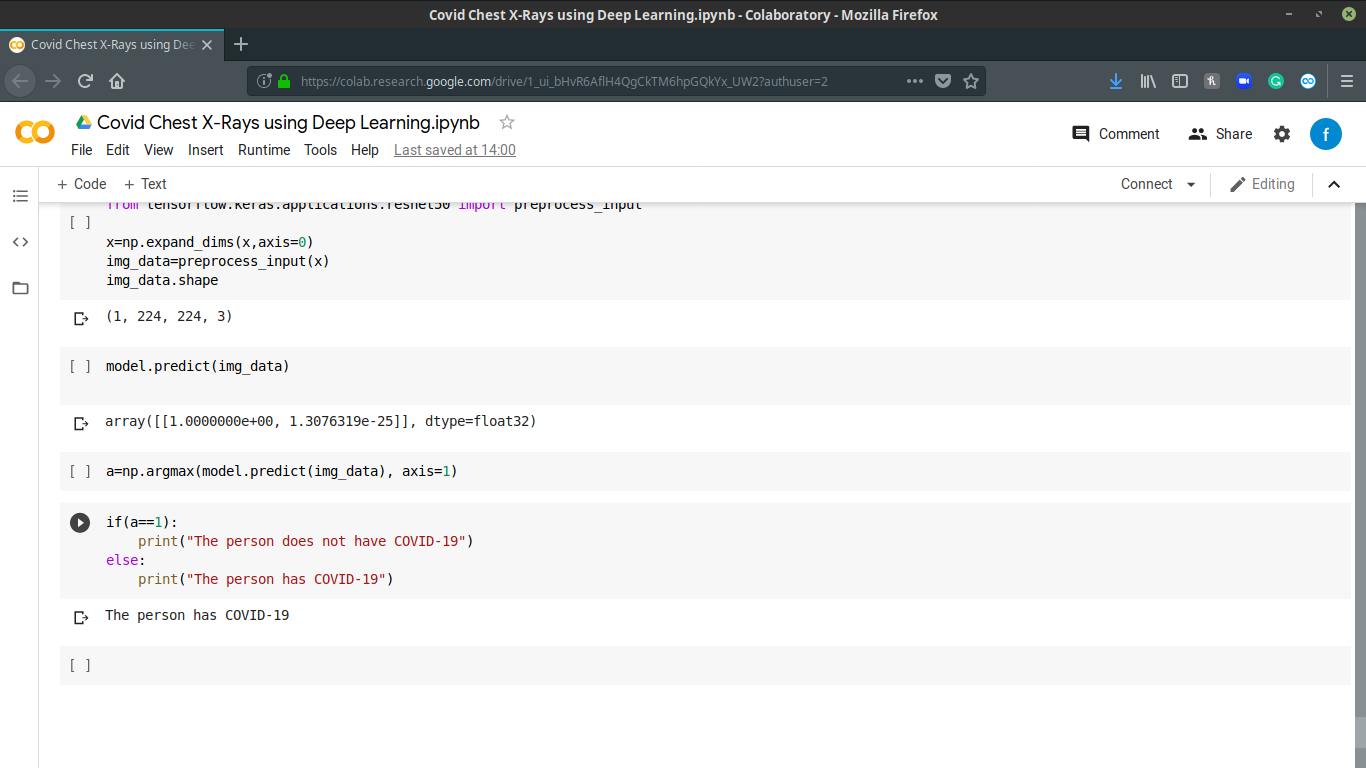 Covid Chest X-Rays using Deep Learning.ipynb - Colaboratory - Mozilla Firefox
Covid Chest X-Rays using Dee
https://colab.research.google.com/drive/1_ui_bHvR6AflH4QgCkTM6hpGQkYx_UW2?authuser=2
Covid Chest X-Rays using Deep Learning.ipynb
Comment Share f
File Edit View Insert Runtime Tools Help Last saved at 14:00
+ Code + Text Connect Editing
from tensorflow.keras.applications.resnet50 import preprocess_input
[ ]
x=np.expand_dims(x,axis=0)
img_data=preprocess_input(x)
img_data.shape
(1, 224, 224, 3)
[ ] model.predict(img_data)
array([[1.0000000e+00, 1.3076319e-25]], dtype=float32)
[ ] a=np.argmax(model.predict(img_data), axis=1)
if(a==1):
print("The person does not have COVID-19")
else:
print("The person has COVID-19")
The person has COVID-19
[ ]